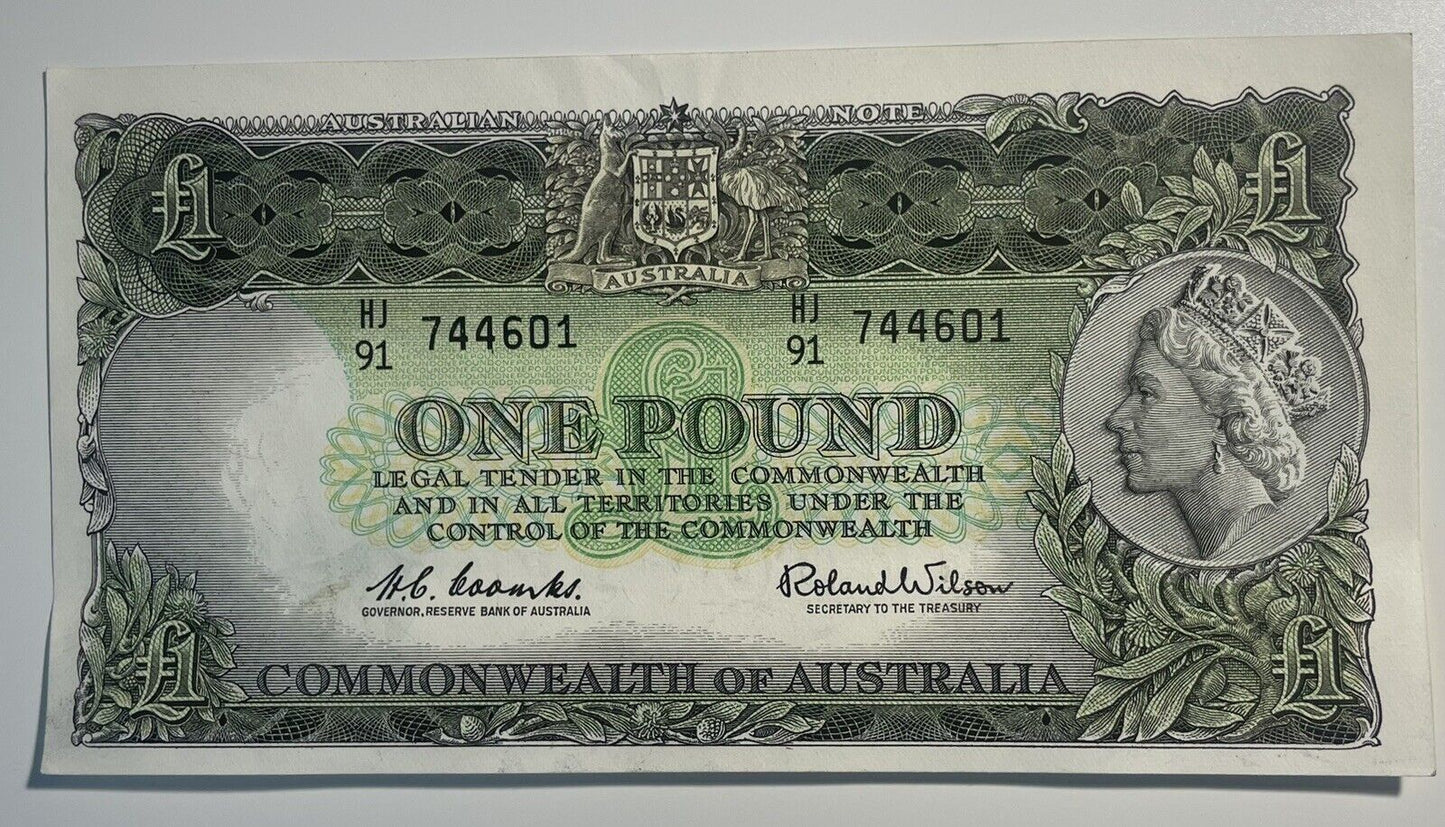 AUSTRALIAN NOTE
£1 £1
AUSTRALIA
HJ 91 744601 HJ 91 744601
ONE POUND
LEGAL TENDER IN THE COMMONWEALTH
AND IN ALL TERRITORIES UNDER THE
CONTROL OF THE COMMONWEALTH
H.C. Coombs. Roland Wilson
GOVERNOR, RESERVE BANK OF AUSTRALIA SECRETARY TO THE TREASURY
£1 £1
COMMONWEALTH OF AUSTRALIA